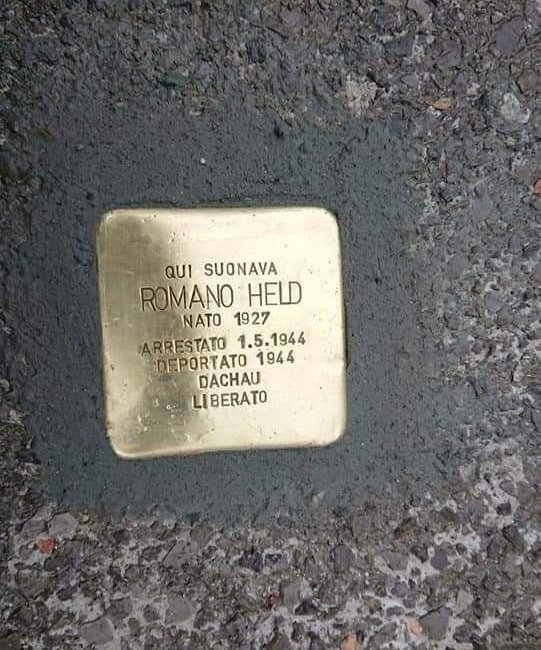 QUI SUONAVA
ROMANO HELD
NATO 1927
ARRESTATO 1.5.1944
DEPORTATO 1944
DACHAU
LIBERATO